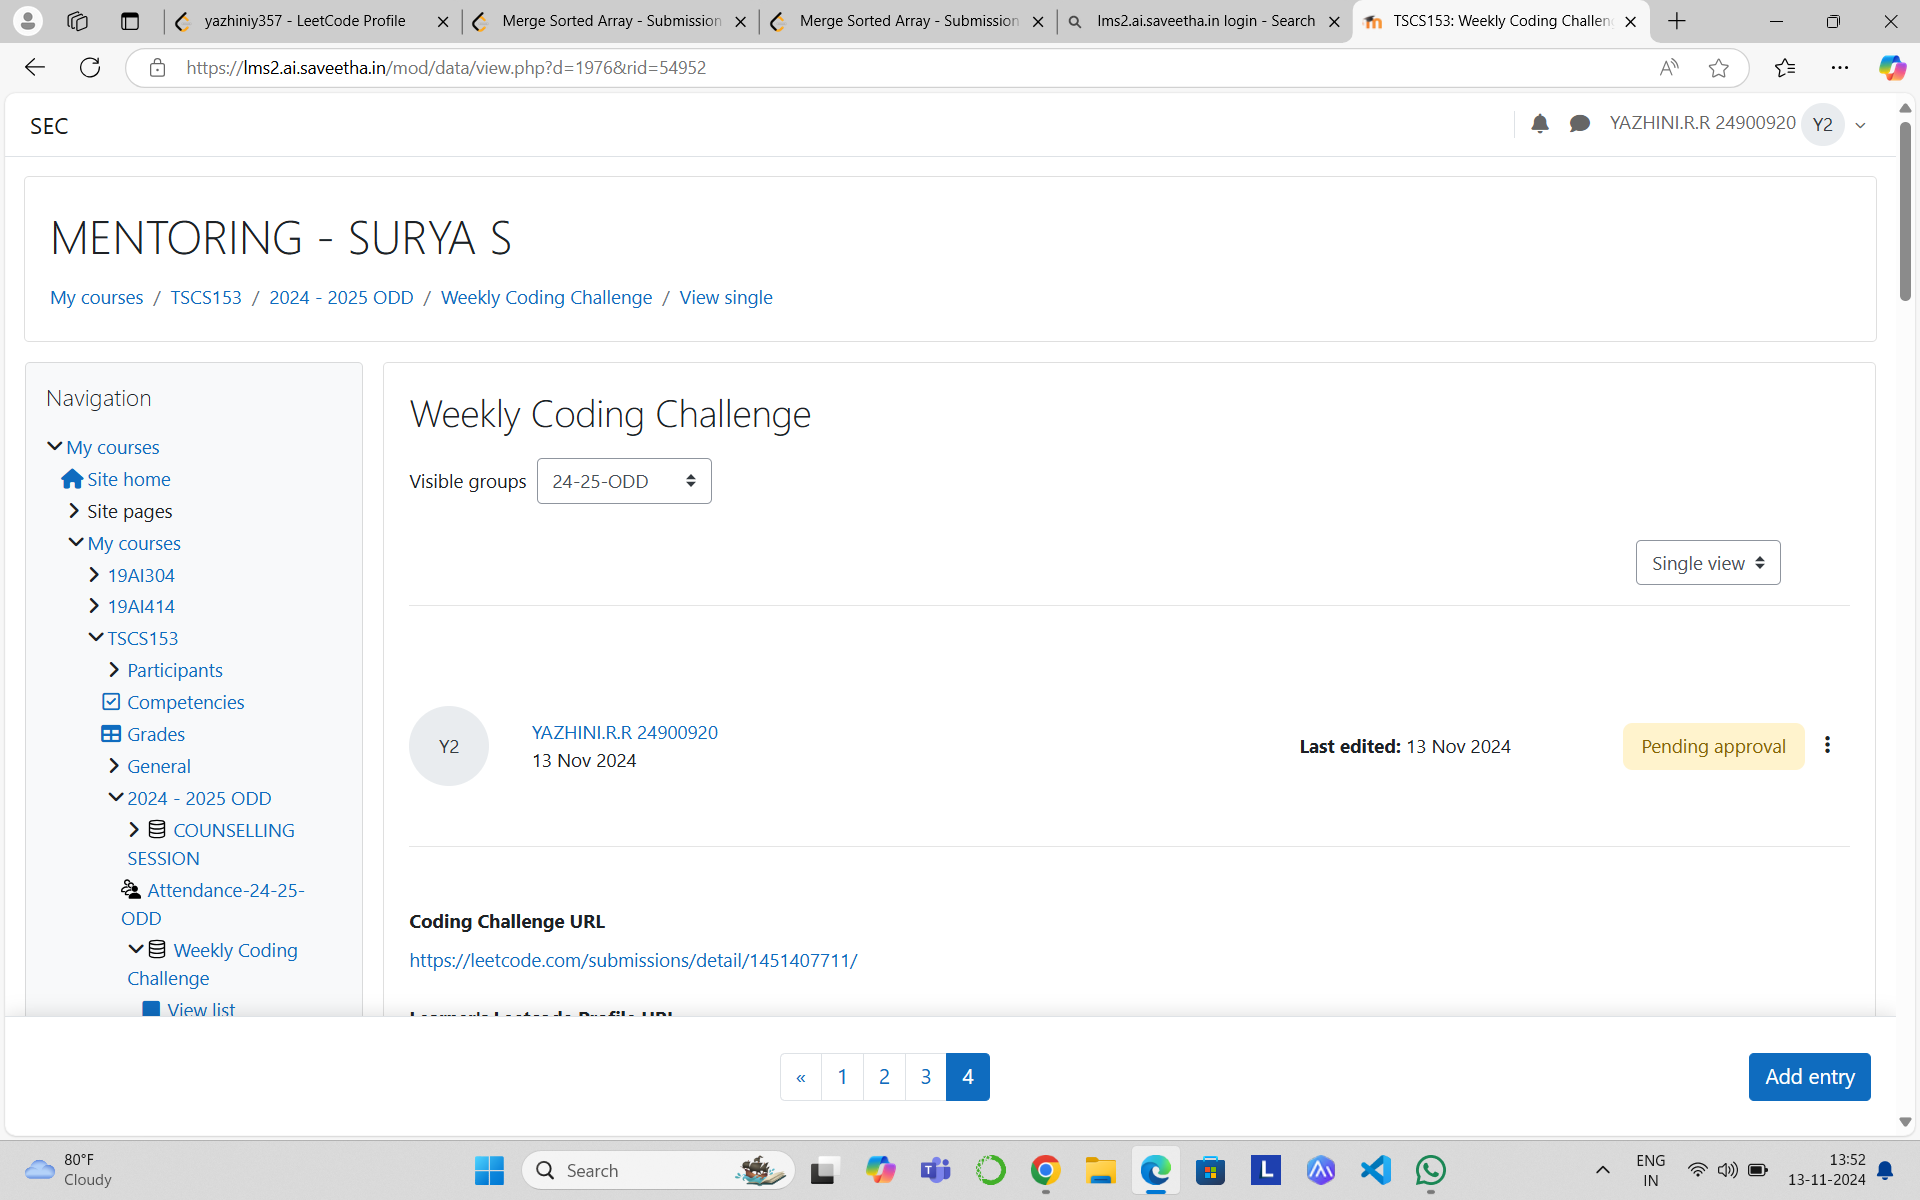 yazhiniy357 - LeetCode Profile
Merge Sorted Array - Submission
Merge Sorted Array - Submission
lms2.ai.saveetha.in login - Search
TSCS153: Weekly Coding Challen
https://lms2.ai.saveetha.in/mod/data/view.php?d=1976&rid=54952
SEC
YAZHINI.R.R 24900920 Y2
MENTORING - SURYA S
My courses / TSCS153 / 2024 - 2025 ODD / Weekly Coding Challenge / View single
Navigation
My courses
Site home
Site pages
My courses
19AI304
19AI414
TSCS153
Participants
Competencies
Grades
General
2024 - 2025 ODD
COUNSELLING
SESSION
Attendance-24-25-
ODD
Weekly Coding
Challenge
View list
Weekly Coding Challenge
Visible groups 24-25-ODD
Single view
Y2
YAZHINI.R.R 24900920
13 Nov 2024
Last edited: 13 Nov 2024
Pending approval
Coding Challenge URL
https://leetcode.com/submissions/detail/1451407711/
Learner's Leetcode Profile URL
« 1 2 3 4
Add entry
80°F
Cloudy
Search
ENG
IN
13:52
13-11-2024